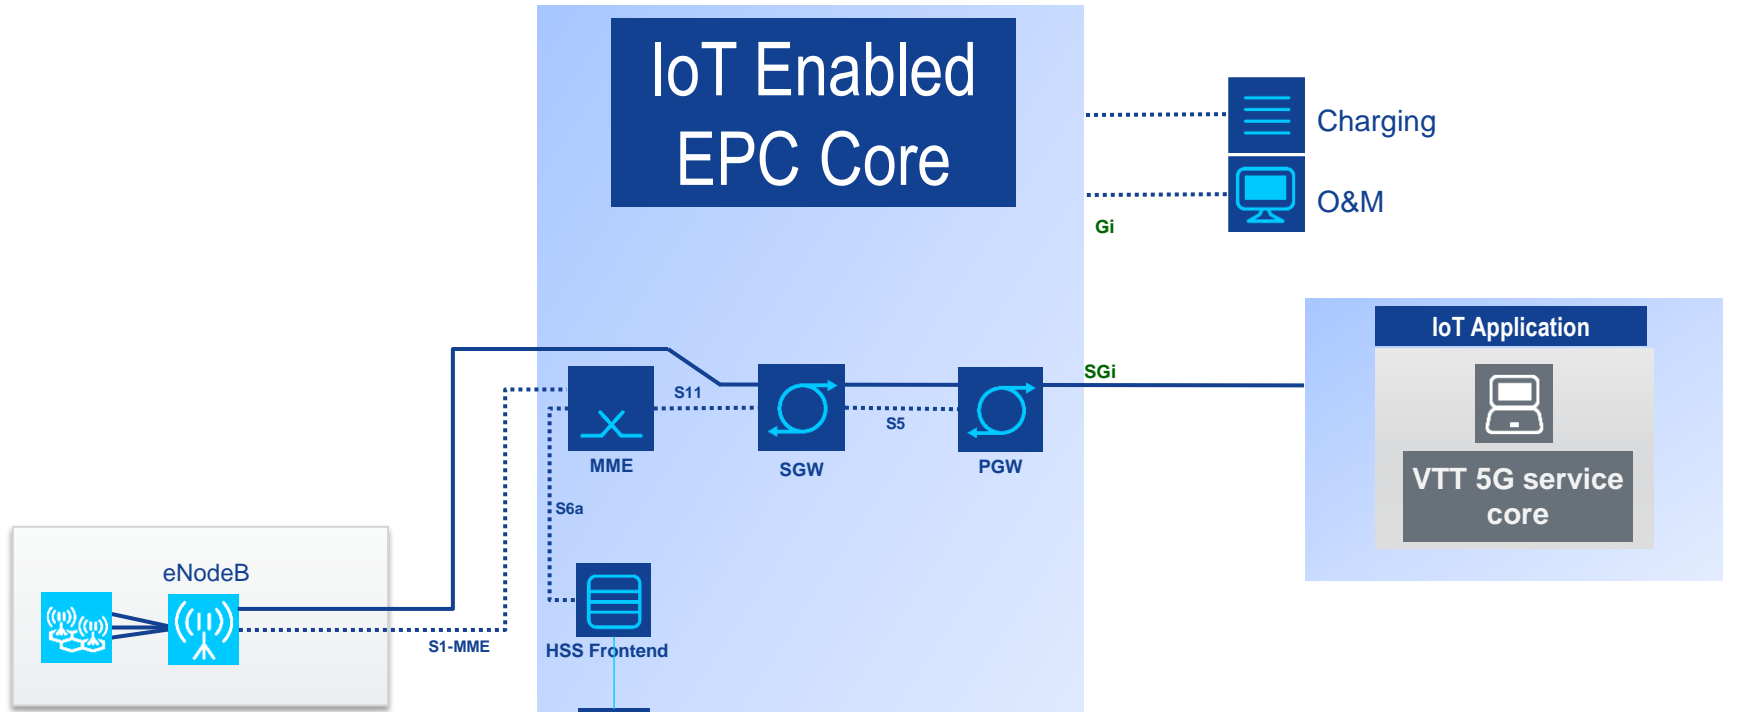 IoT Enabled
EPC Core
Charging
O&M
Gi
IoT Application
SGi
S11
S5
MME
SGW
PGW
VTT 5G service
core
S6a
eNodeB
S1-MME
HSS Frontend